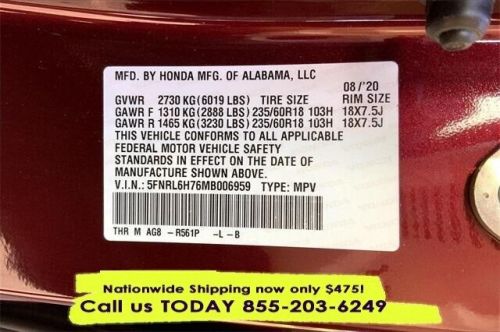 MFD. BY HONDA MFG. OF ALABAMA, LLC
08 / '20
GVWR 2730 KG (6019 LBS) TIRE SIZE RIM SIZE
GAWR F 1310 KG (2888 LBS) 235/60R18 103H 18X7.5J
GAWR R 1465 KG (3230 LBS) 235/60R18 103H 18X7.5J
THIS VEHICLE CONFORMS TO ALL APPLICABLE
FEDERAL MOTOR VEHICLE SAFETY
STANDARDS IN EFFECT ON THE DATE OF
MANUFACTURE SHOWN ABOVE.
V.I.N.: 5FNRL6H76MB006959 TYPE: MPV
THR M AG8 - R561P -L - B
Nationwide Shipping now only $475!
Call us TODAY 855-203-6249